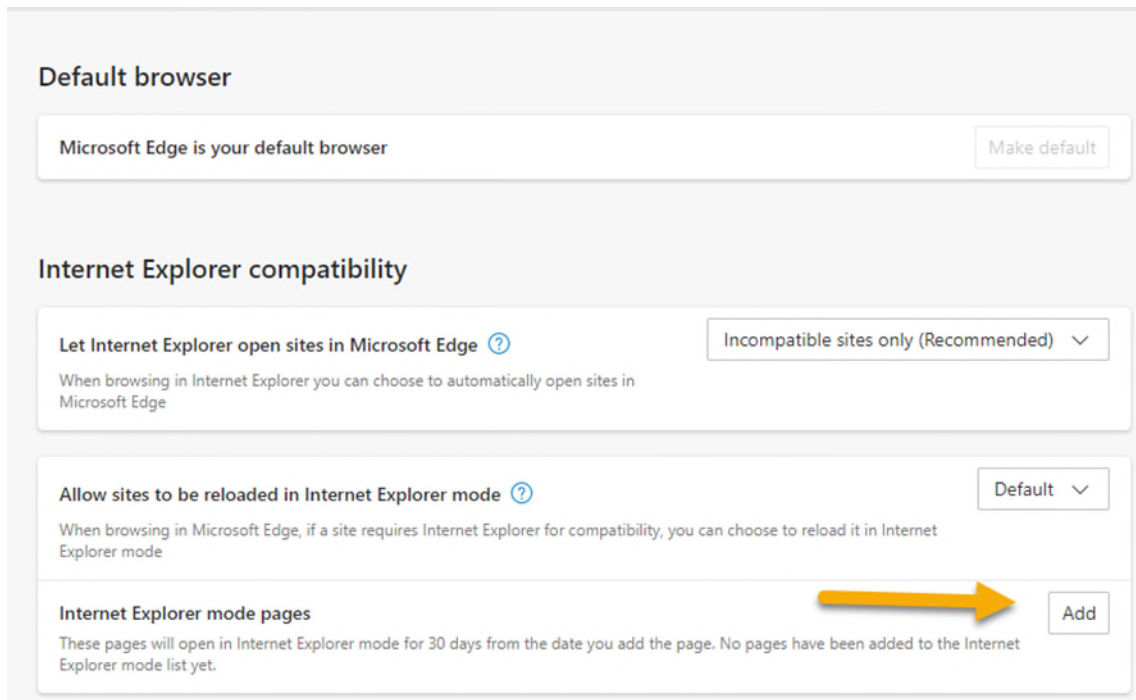 Default browser
Microsoft Edge is your default browser
Make default
Internet Explorer compatibility
Let Internet Explorer open sites in Microsoft Edge ?
Incompatible sites only (Recommended)
When browsing in Internet Explorer you can choose to automatically open sites in
Microsoft Edge
Allow sites to be reloaded in Internet Explorer mode ?
Default
When browsing in Microsoft Edge, if a site requires Internet Explorer for compatibility, you can choose to reload it in Internet
Explorer mode
Internet Explorer mode pages
Add
These pages will open in Internet Explorer mode for 30 days from the date you add the page. No pages have been added to the Internet
Explorer mode list yet.